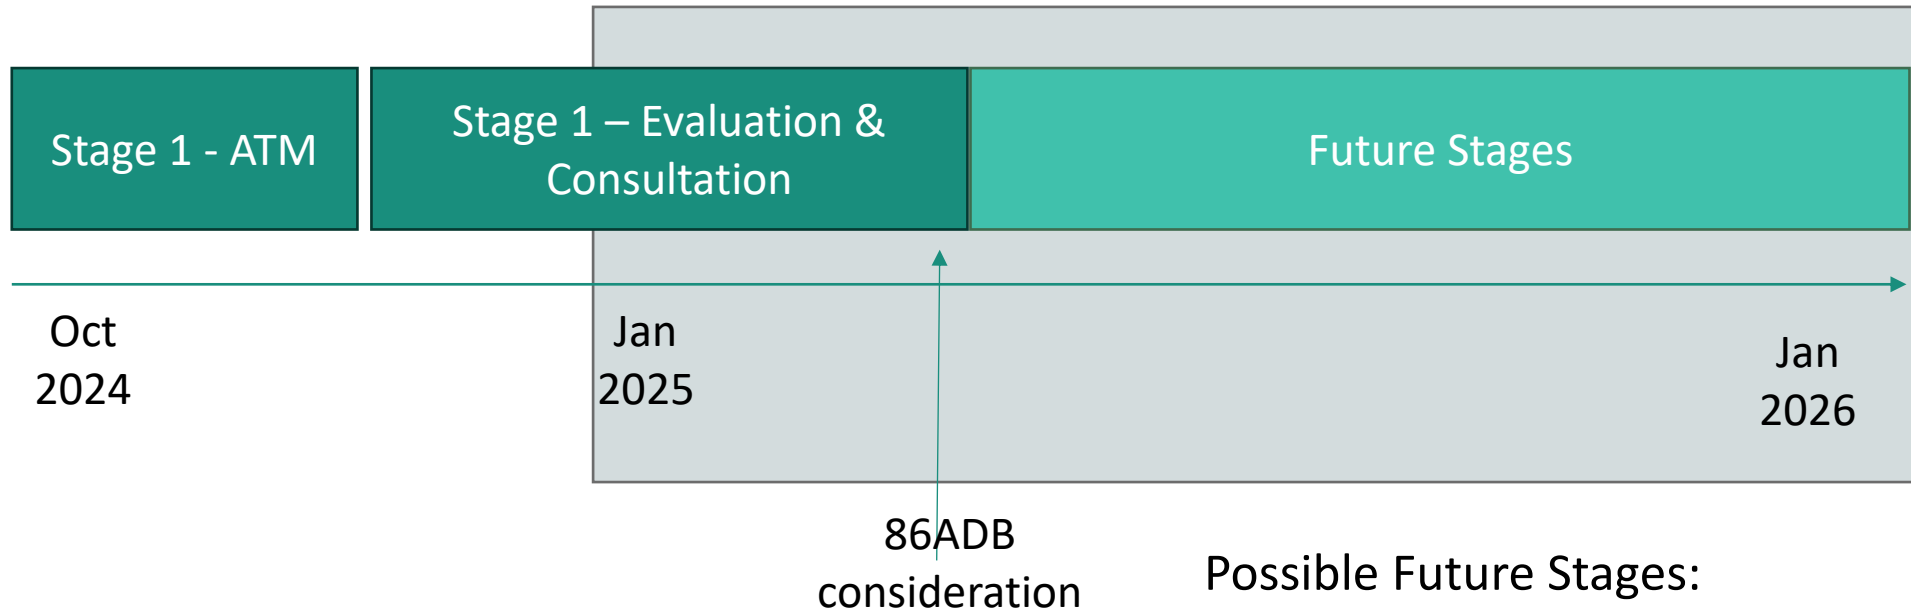 Stage 1 - ATM
Stage 1 – Evaluation &
Consultation
Future Stages
Oct
2024
Jan
2025
Jan
2026
86ADB
consideration
Possible Future Stages: